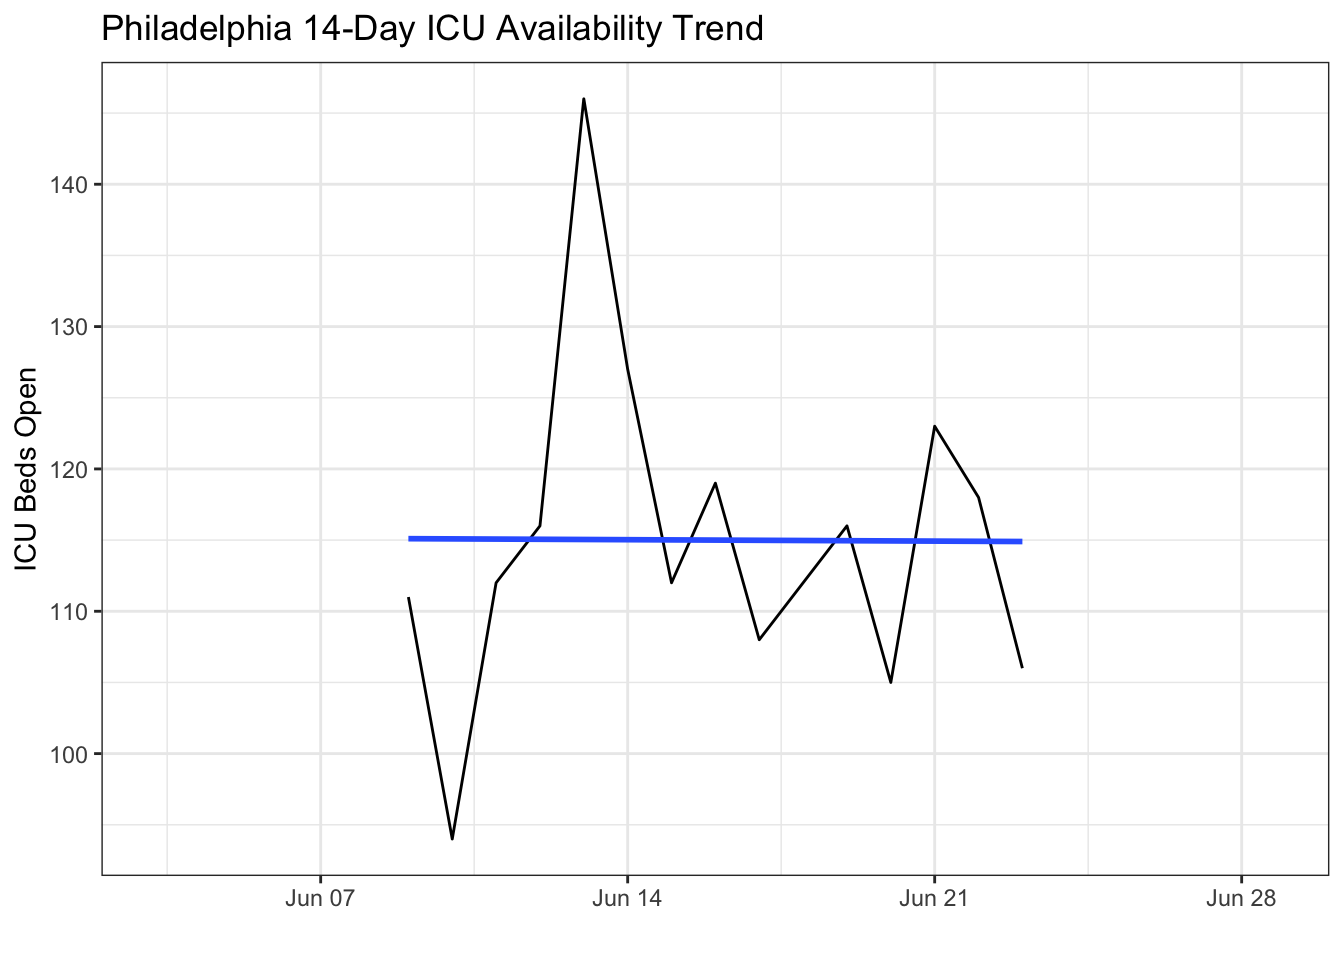 Philadelphia 14-Day ICU Availability Trend
ICU Beds Open
140
130
120
110
100
Jun 07
Jun 14
Jun 21
Jun 28